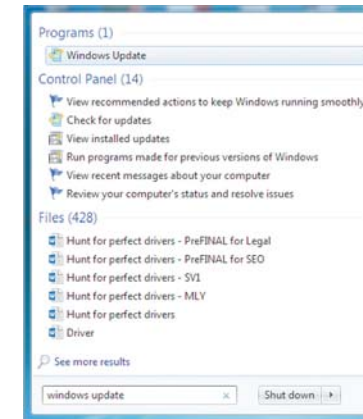 Programs (1)
Windows Update
Control Panel (14)
View recommended actions to keep Windows running smoothly
Check for updates
View installed updates
Run programs made for previous versions of Windows
View recent messages about your computer
Review your computer's status and resolve issues
Files (428)
Hunt for perfect drivers - PreFINAL for Legal
Hunt for perfect drivers - PreFINAL for SEO
Hunt for perfect drivers - SV1
Hunt for perfect drivers - MLY
Hunt for perfect drivers
Driver
See more results
windows update
Shut down